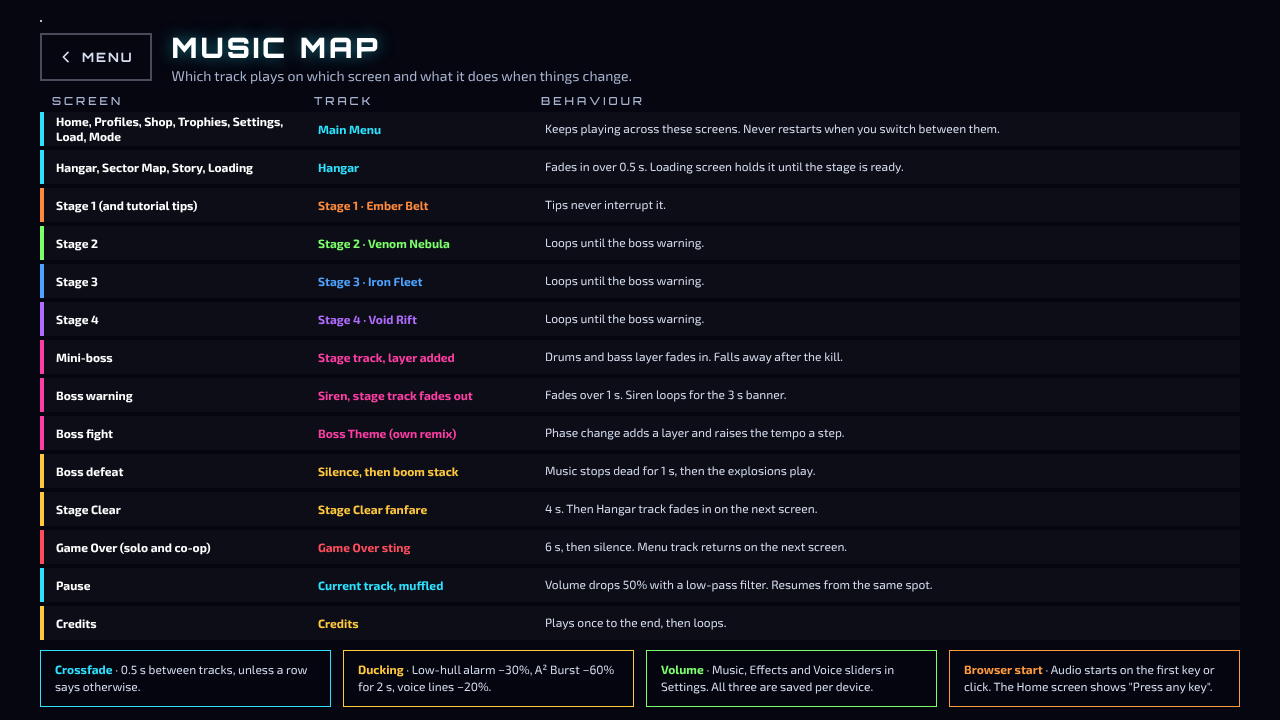 .
MENU
MUSIC MAP
Which track plays on which screen and what it does when things change.
SCREEN TRACK BEHAVIOUR
Home, Profiles, Shop, Trophies, Settings,
Load, Mode
Main Menu
Keeps playing across these screens. Never restarts when you switch between them.
Hangar, Sector Map, Story, Loading
Hangar
Fades in over 0.5 s. Loading screen holds it until the stage is ready.
Stage 1 (and tutorial tips)
Stage 1 · Ember Belt
Tips never interrupt it.
Stage 2
Stage 2 · Venom Nebula
Loops until the boss warning.
Stage 3
Stage 3 · Iron Fleet
Loops until the boss warning.
Stage 4
Stage 4 · Void Rift
Loops until the boss warning.
Mini-boss
Stage track, layer added
Drums and bass layer fades in. Falls away after the kill.
Boss warning
Siren, stage track fades out
Fades over 1 s. Siren loops for the 3 s banner.
Boss fight
Boss Theme (own remix)
Phase change adds a layer and raises the tempo a step.
Boss defeat
Silence, then boom stack
Music stops dead for 1 s, then the explosions play.
Stage Clear
Stage Clear fanfare
4 s. Then Hangar track fades in on the next screen.
Game Over (solo and co-op)
Game Over sting
6 s, then silence. Menu track returns on the next screen.
Pause
Current track, muffled
Volume drops 50% with a low-pass filter. Resumes from the same spot.
Credits
Credits
Plays once to the end, then loops.
Crossfade · 0.5 s between tracks, unless a row
says otherwise.
Ducking · Low-hull alarm −30%, A² Burst −60%
for 2 s, voice lines −20%.
Volume · Music, Effects and Voice sliders in
Settings. All three are saved per device.
Browser start · Audio starts on the first key or
click. The Home screen shows "Press any key".